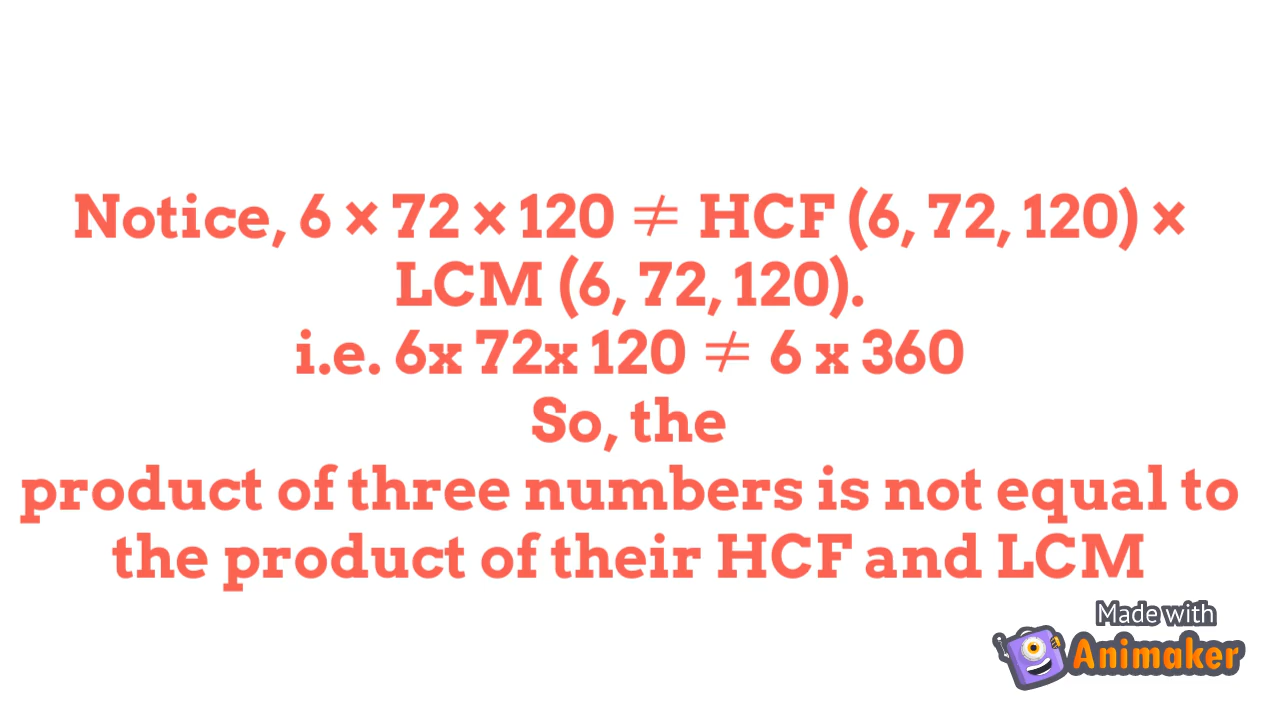 Notice, 6 × 72 × 120 ≠ HCF (6, 72, 120) ×
LCM (6, 72, 120).
i.e. 6x 72x 120 ≠ 6 x 360
So, the
product of three numbers is not equal to
the product of their HCF and LCM
Made with
Animaker